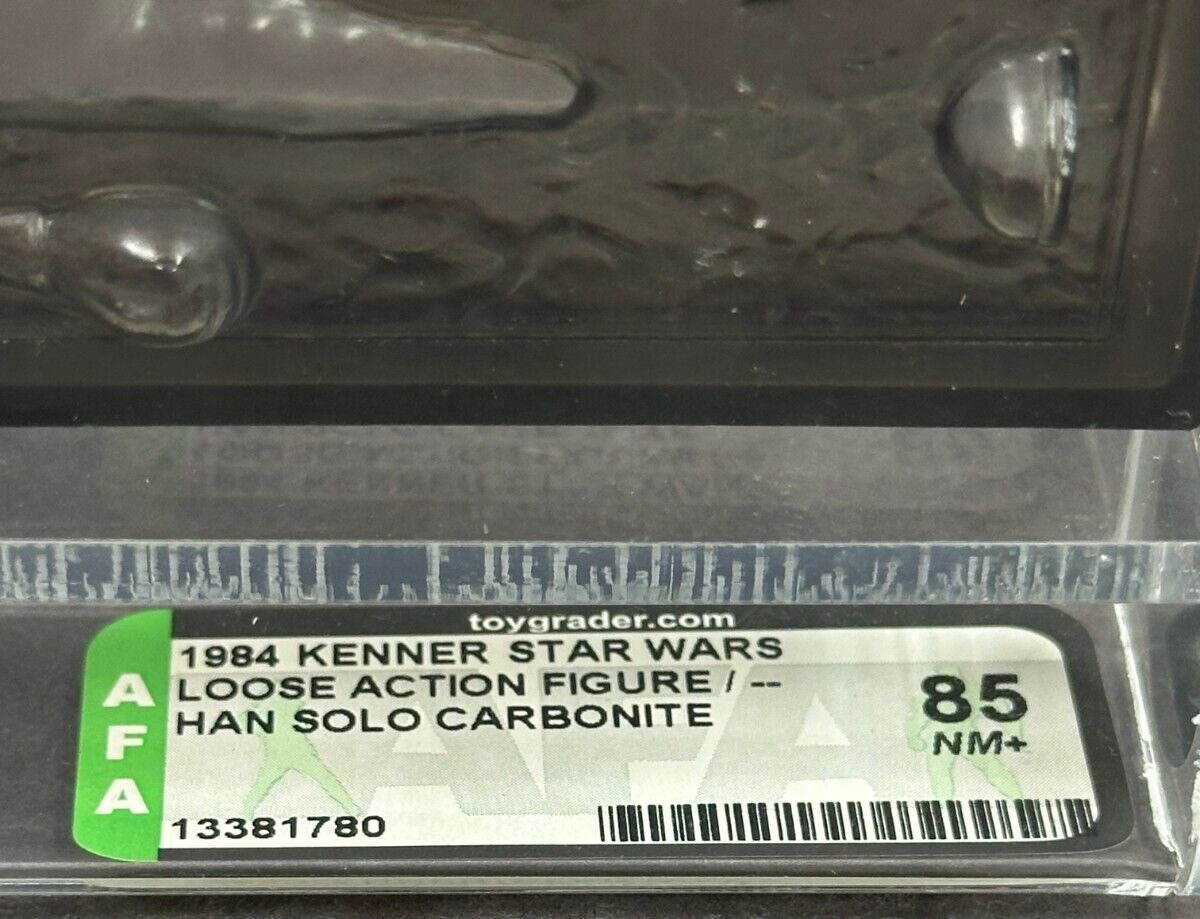 toygrader.com
AFA
1984 KENNER STAR WARS
LOOSE ACTION FIGURE / --
HAN SOLO CARBONITE
85
NM+
13381780